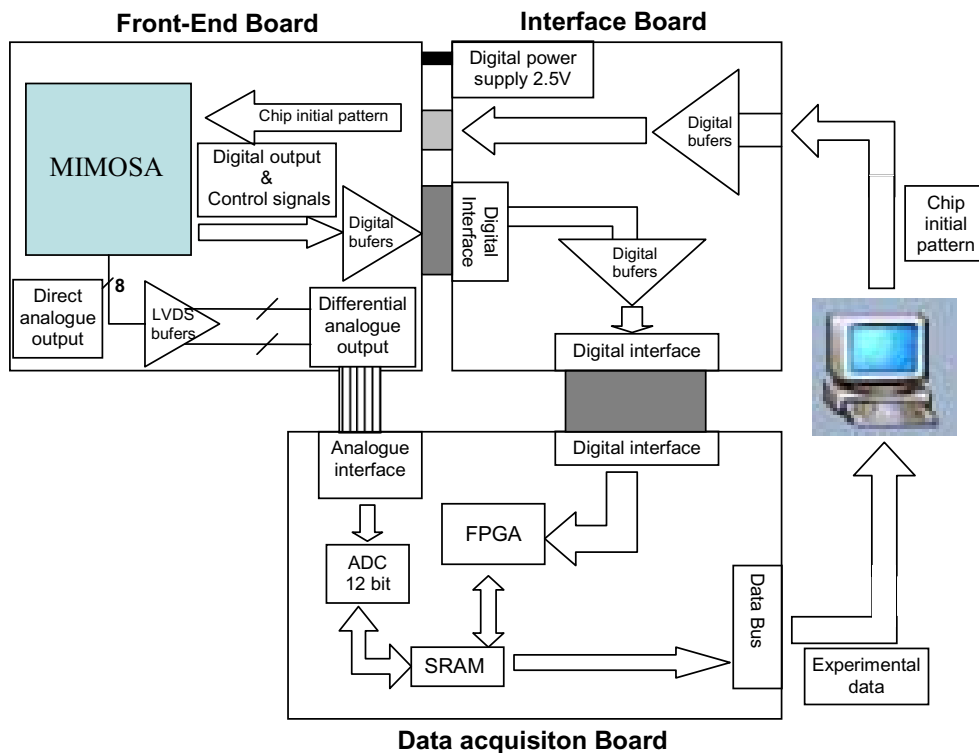 Front-End Board
Interface Board
MIMOSA
Chip initial pattern
Digital output
&
Control signals
Digital
bufers
8
Direct
analogue
output
LVDS
bufers
Differential
analogue
output
Digital power
supply 2.5V
Digital
bufers
Digital
Interface
Digital
bufers
Digital interface
Chip
initial
pattern
Analogue
interface
Digital interface
FPGA
ADC
12 bit
SRAM
Data Bus
Experimental
data
Data acquisiton Board